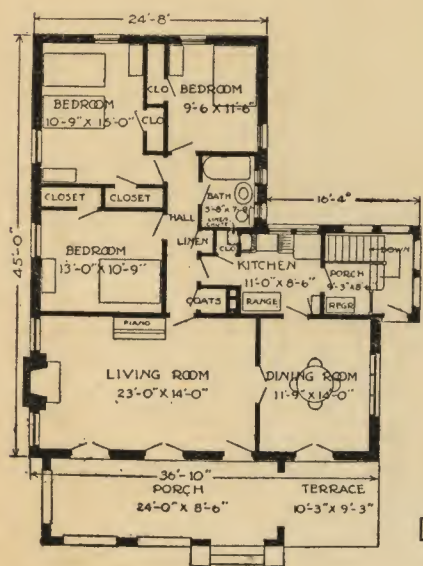 24'-8"
45'-0"
BEDROOM
10'-9" X 15'-0"
CLO
CLO
BEDROOM
9'-6 X 11'-6"
CLOSET
CLOSET
HALL
BATH
LINEN
CLO
16'-4"
DOWN
BEDROOM
13'-0" X 10'-9"
KITCHEN
11'-0" X 8'-6"
PORCH
COATS
RANGE
REGR
PIANO
LIVING ROOM
23'-0" X 14'-0"
DINING ROOM
11'-9" X 14'-0"
36'-10"
PORCH
24'-0" X 8'-6"
TERRACE
10'-3" X 9'-3"